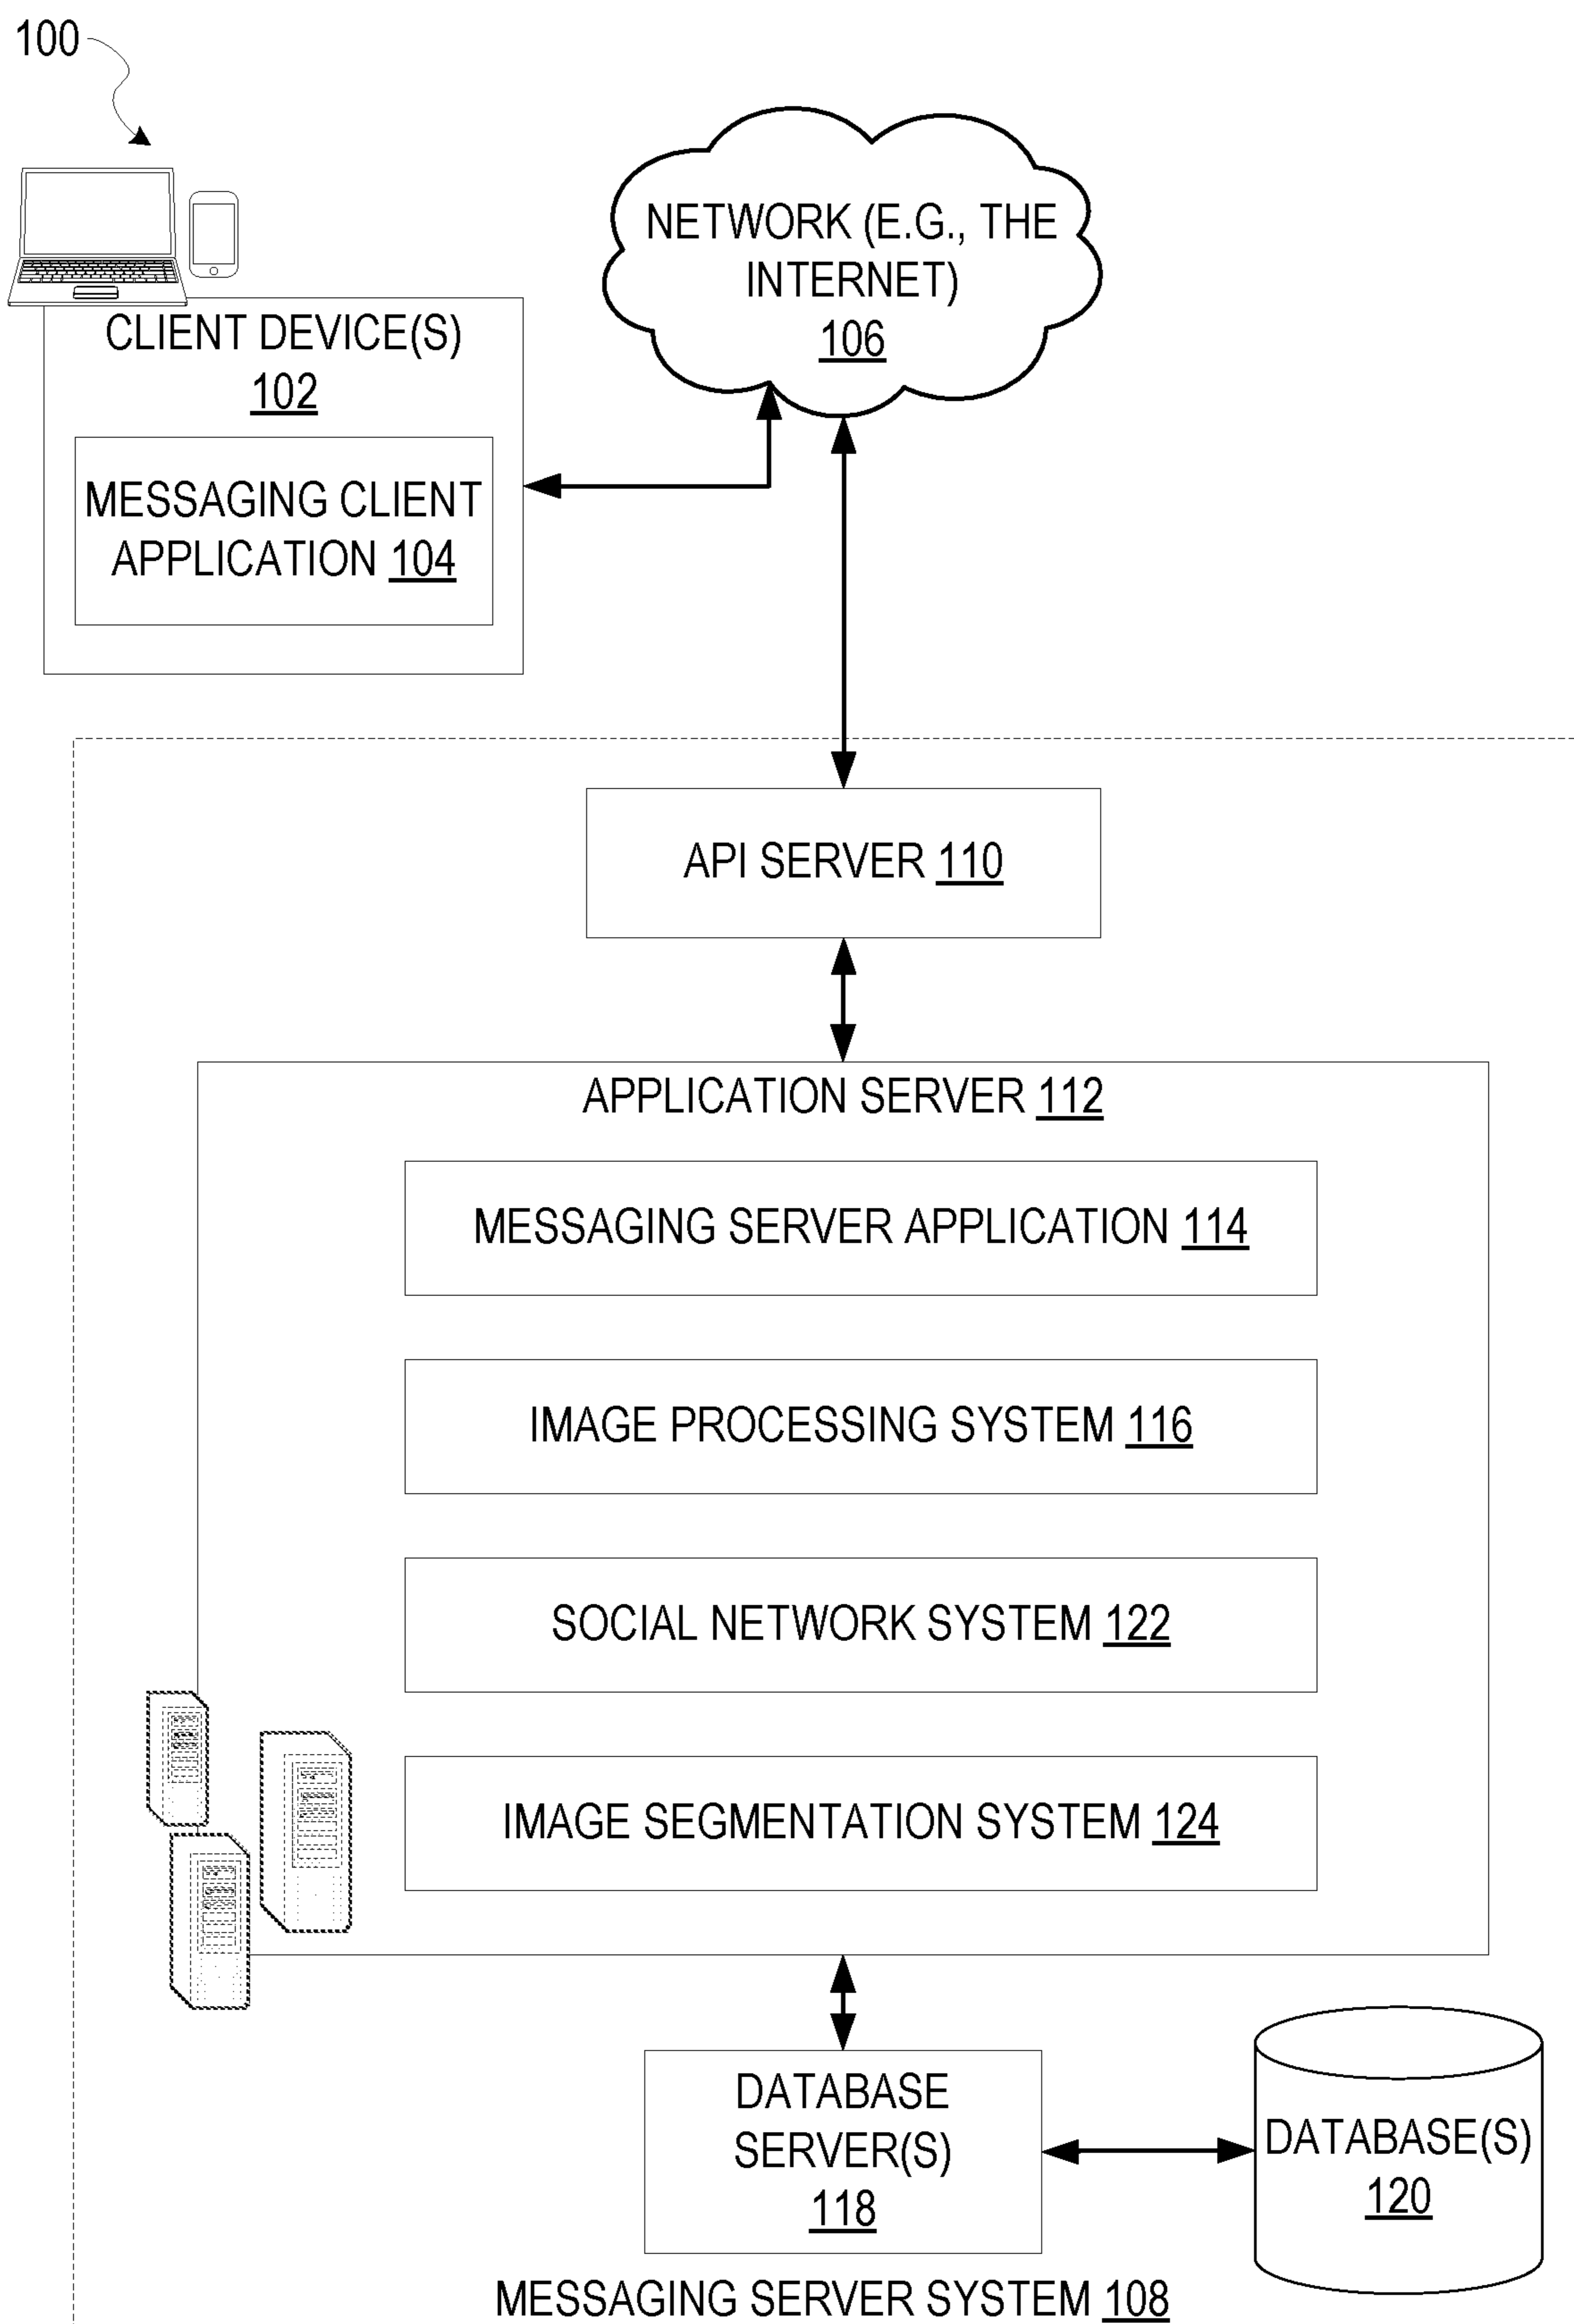 100
NETWORK (E.G., THE
INTERNET)
106
CLIENT DEVICE(S)
102
MESSAGING CLIENT
APPLICATION 104
API SERVER 110
APPLICATION SERVER 112
MESSAGING SERVER APPLICATION 114
IMAGE PROCESSING SYSTEM 116
SOCIAL NETWORK SYSTEM 122
IMAGE SEGMENTATION SYSTEM 124
DATABASE
SERVER(S)
118
DATABASE(S)
120
MESSAGING SERVER SYSTEM 108